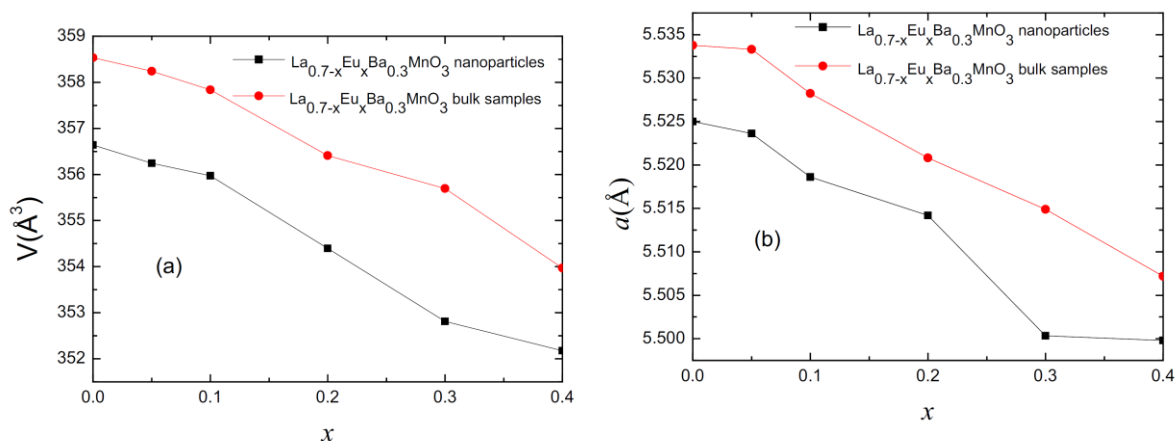 359
358
357
356
355
354
353
352
V(Å³)
La₀.₇₋ₓEuₓBa₀.₃MnO₃ nanoparticles
La₀.₇₋ₓEuₓBa₀.₃MnO₃ bulk samples
(a)
0.0 0.1 0.2 0.3 0.4
x
5.535
5.530
5.525
5.520
5.515
5.510
5.505
5.500
a(Å)
La₀.₇₋ₓEuₓBa₀.₃MnO₃ nanoparticles
La₀.₇₋ₓEuₓBa₀.₃MnO₃ bulk samples
(b)
0.0 0.1 0.2 0.3 0.4
x